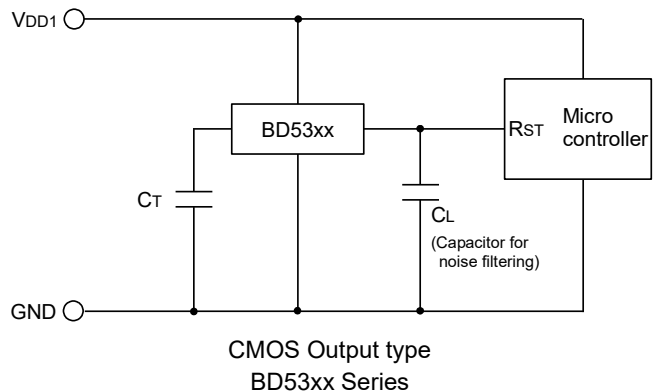 VDD1
BD53xx
RST
Micro
controller
CT
CL
(Capacitor for
noise filtering)
GND
CMOS Output type
BD53xx Series